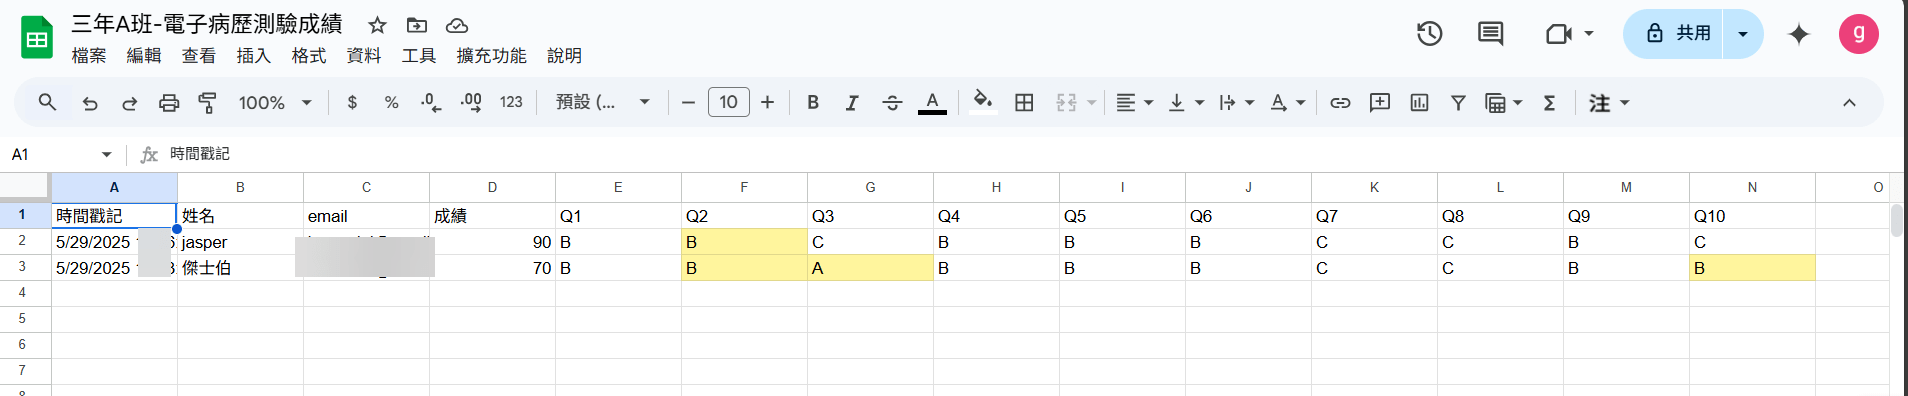 三年A班-電子病歷測驗成績
檔案 編輯 查看 插入 格式 資料 工具 擴充功能 說明
共用
g
100% $ % .0 .00 123 預設 (... 10 B I A A 注
A1 fx 時間戳記
A B C D E F G H I J K L M N O
1 時間戳記 姓名 email 成績 Q1 Q2 Q3 Q4 Q5 Q6 Q7 Q8 Q9 Q10
2 5/29/2025 jasper 90 B B C B B B C C B C
3 5/29/2025 傑士伯 70 B B A B B B C C B B
4
5
6
7
8